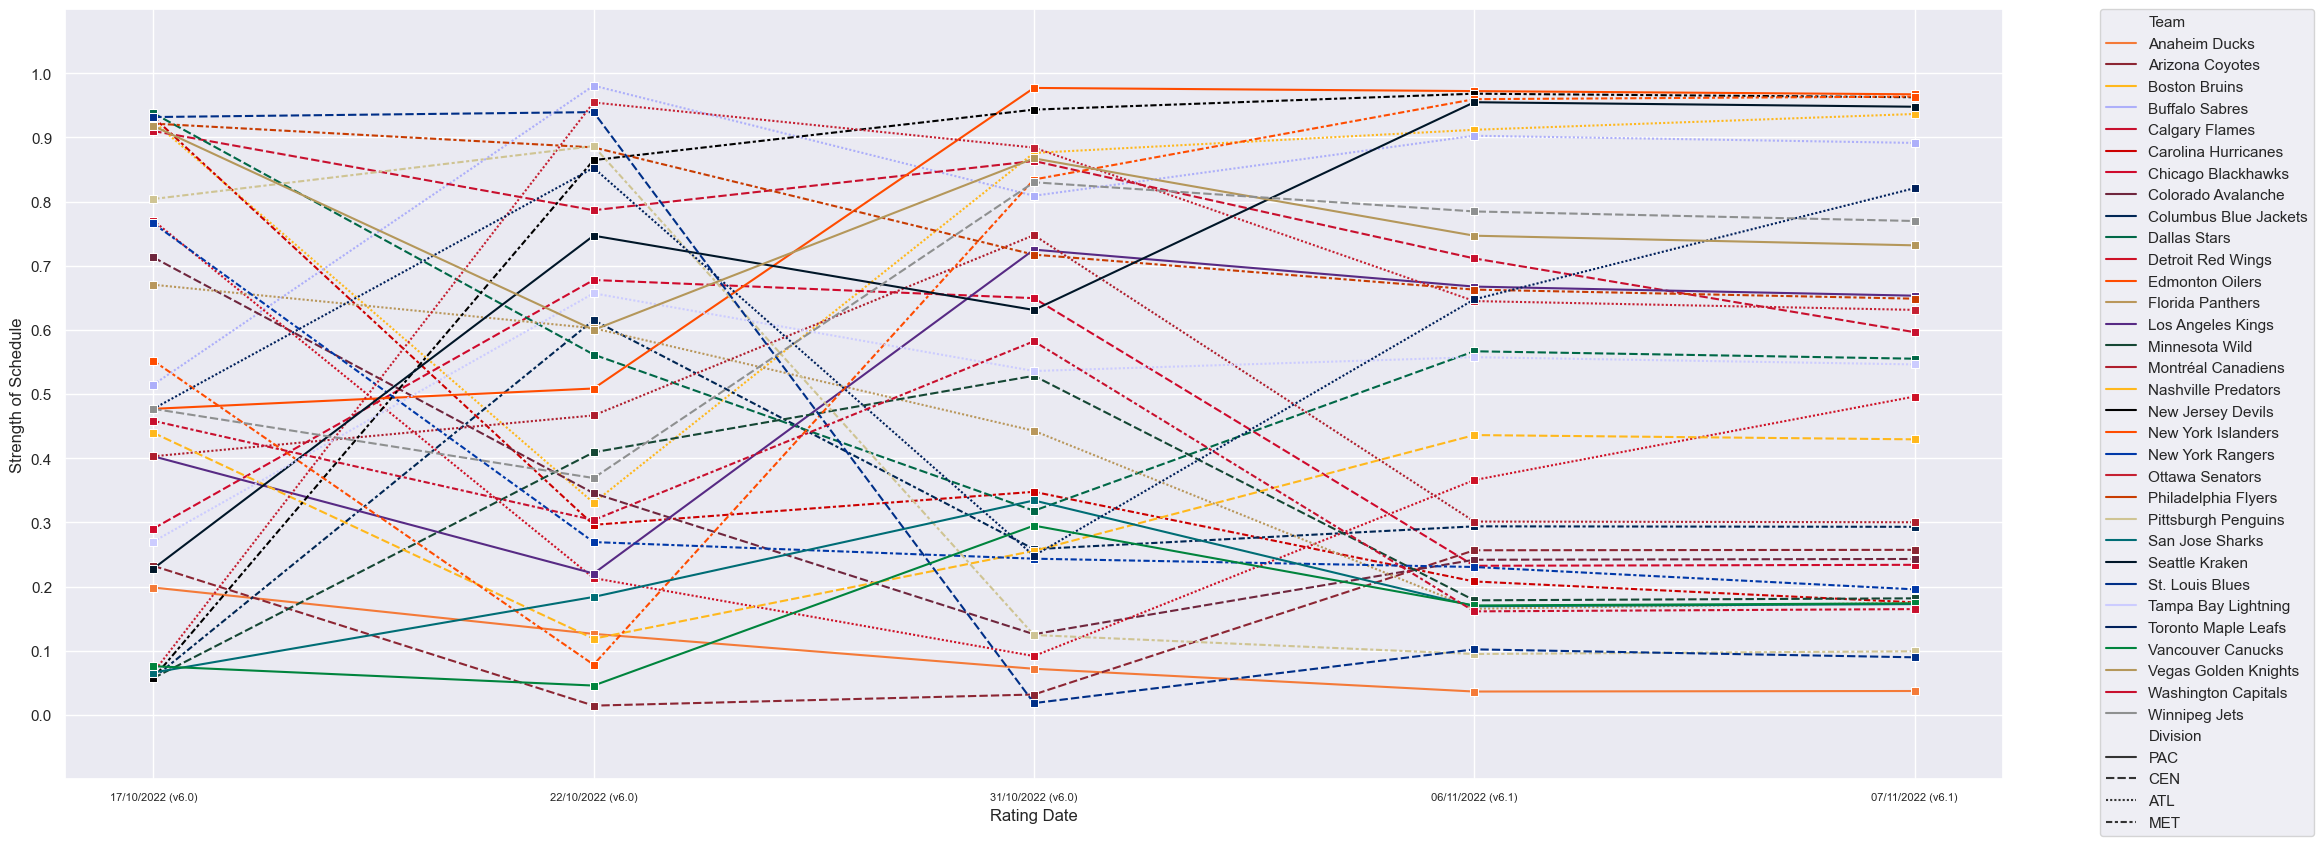 1.0
0.9
0.8
0.7
0.6
0.5
0.4
0.3
0.2
0.1
0.0
Strength of Schedule
17/10/2022 (v6.0)
22/10/2022 (v6.0)
31/10/2022 (v6.0)
06/11/2022 (v6.1)
07/11/2022 (v6.1)
Rating Date
Team
Anaheim Ducks
Arizona Coyotes
Boston Bruins
Buffalo Sabres
Calgary Flames
Carolina Hurricanes
Chicago Blackhawks
Colorado Avalanche
Columbus Blue Jackets
Dallas Stars
Detroit Red Wings
Edmonton Oilers
Florida Panthers
Los Angeles Kings
Minnesota Wild
Montréal Canadiens
Nashville Predators
New Jersey Devils
New York Islanders
New York Rangers
Ottawa Senators
Philadelphia Flyers
Pittsburgh Penguins
San Jose Sharks
Seattle Kraken
St. Louis Blues
Tampa Bay Lightning
Toronto Maple Leafs
Vancouver Canucks
Vegas Golden Knights
Washington Capitals
Winnipeg Jets
Division
PAC
CEN
ATL
MET